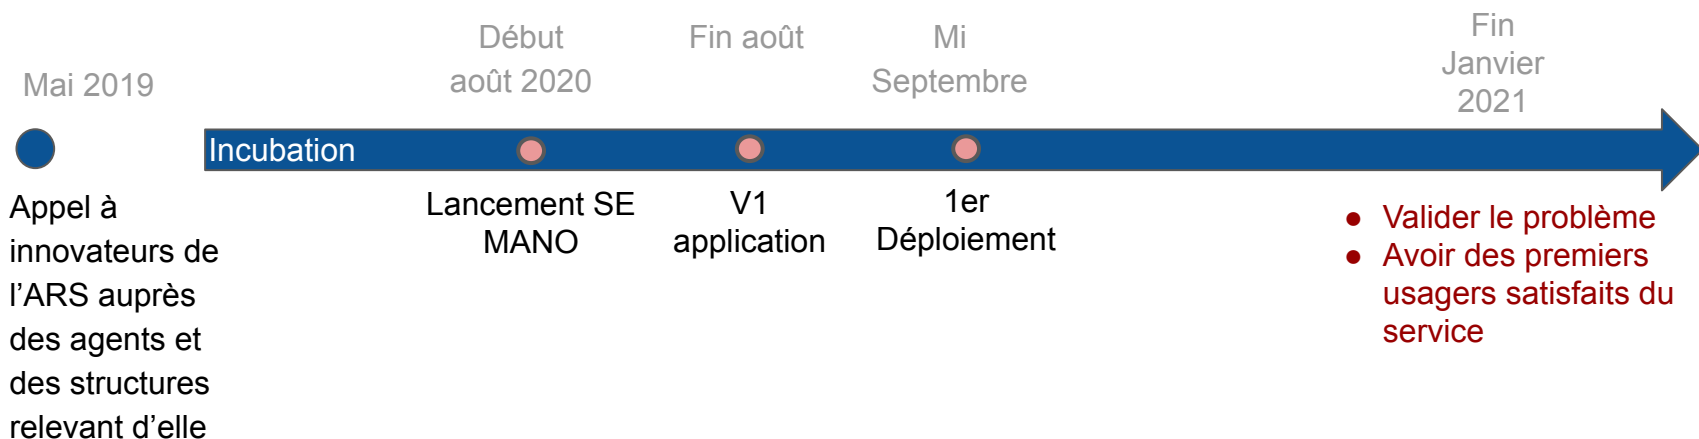 Mai 2019
Début
août 2020
Fin août
Mi
Septembre
Fin
Janvier
2021
Incubation
Appel à
innovateurs de
l’ARS auprès
des agents et
des structures
relevant d’elle
Lancement SE
MANO
V1
application
1er
Déploiement
● Valider le problème
● Avoir des premiers
usagers satisfaits du
service